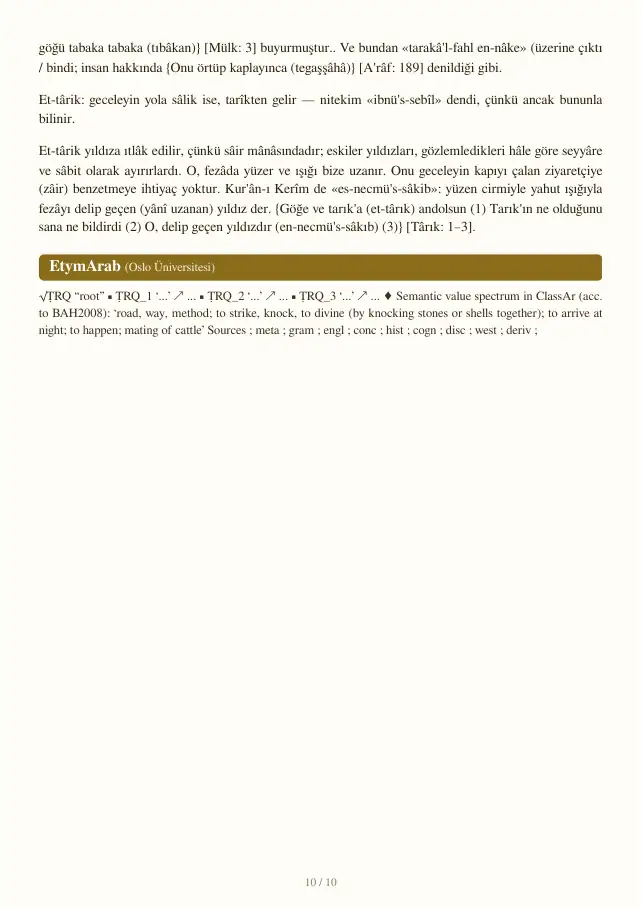 göğü tabaka tabaka (tıbâkan)} [Mülk: 3] buyurmuştur.. Ve bundan «tarakâ'l-fahl en-nâke» (üzerine çıktı
/ bindi; insan hakkında {Onu örtüp kaplayınca (tegaşşâhâ)} [A'râf: 189] denildiği gibi.
Et-târik: geceleyin yola sâlik ise, tarîkten gelir — nitekim «ibnü's-sebîl» dendi, çünkü ancak bununla
bilinir.
Et-târik yıldıza ıtlâk edilir, çünkü sâir mânâsındadır; eskiler yıldızları, gözlemledikleri hâle göre seyyâre
ve sâbit olarak ayırırlardı. O, fezâda yüzer ve ışığı bize uzanır. Onu geceleyin kapıyı çalan ziyaretçiye
(zâir) benzetmeye ihtiyaç yoktur. Kur'ân-ı Kerîm de «es-necmü's-sâkib»: yüzen cirmiyle yahut ışığıyla
fezâyı delip geçen (yânî uzanan) yıldız der. {Göğe ve tarık'a (et-târık) andolsun (1) Tarık'ın ne olduğunu
sana ne bildirdi (2) O, delip geçen yıldızdır (en-necmü's-sâkıb) (3)} [Târık: 1–3].
EtymArab (Oslo Üniversitesi)
√ṬRQ “root” ▪ ṬRQ_1 ‘...’ ↗ ... ▪ ṬRQ_2 ‘...’ ↗ ... ▪ ṬRQ_3 ‘...’ ↗ ... ♦ Semantic value spectrum in ClassAr (acc.
to BAH2008): ‘road, way, method; to strike, knock, to divine (by knocking stones or shells together); to arrive at
night; to happen; mating of cattle’ Sources ; meta ; gram ; engl ; conc ; hist ; cogn ; disc ; west ; deriv ;
10 / 10